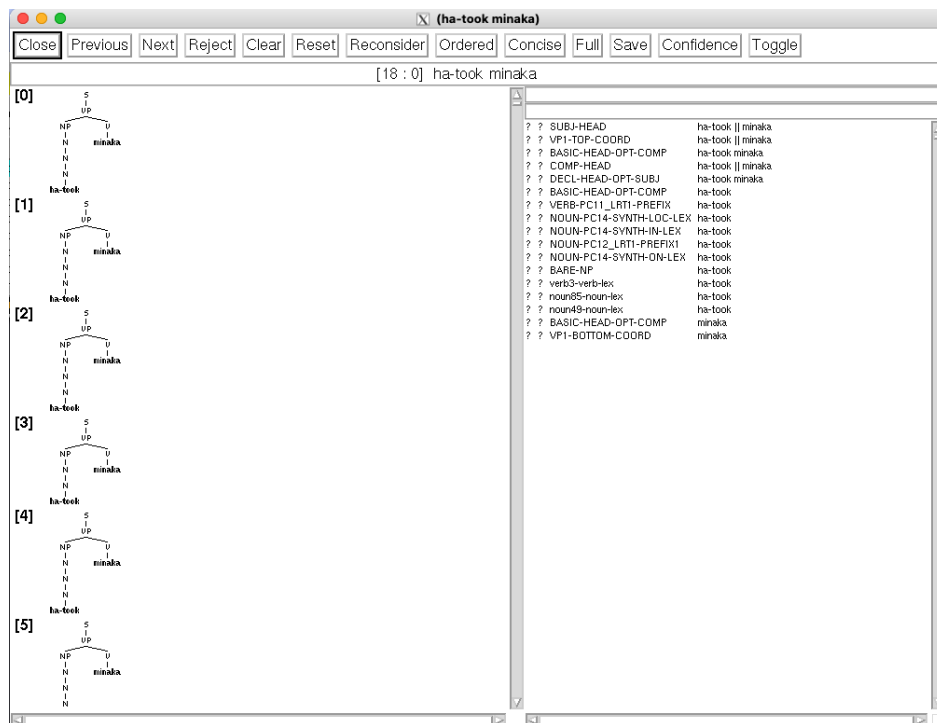 (ha-took minaka)
Close Previous Next Reject Clear Reset Reconsider Ordered Concise Full Save Confidence Toggle
[18 : 0] ha-took minaka
[0]
S
VP
NP V
N minaka
N
N
ha-took
[1]
S
VP
NP V
N minaka
N
N
N
ha-took
[2]
S
VP
NP V
N minaka
N
N
N
ha-took
[3]
S
VP
NP V
N minaka
N
N
ha-took
[4]
S
VP
NP V
N minaka
N
N
N
ha-took
[5]
S
VP
NP V
N minaka
N
N
N
? ? SUBJ-HEAD ha-took || minaka
? ? VP1-TOP-COORD ha-took || minaka
? ? BASIC-HEAD-OPT-COMP ha-took minaka
? ? COMP-HEAD ha-took || minaka
? ? DECL-HEAD-OPT-SUBJ ha-took minaka
? ? BASIC-HEAD-OPT-COMP ha-took
? ? VERB-PC11_LRT1-PREFIX ha-took
? ? NOUN-PC14-SYNTH-LOC-LEX ha-took
? ? NOUN-PC14-SYNTH-IN-LEX ha-took
? ? NOUN-PC12_LRT1-PREFIX1 ha-took
? ? NOUN-PC14-SYNTH-ON-LEX ha-took
? ? BARE-NP ha-took
? ? verb3-verb-lex ha-took
? ? noun85-noun-lex ha-took
? ? noun49-noun-lex ha-took
? ? BASIC-HEAD-OPT-COMP minaka
? ? VP1-BOTTOM-COORD minaka